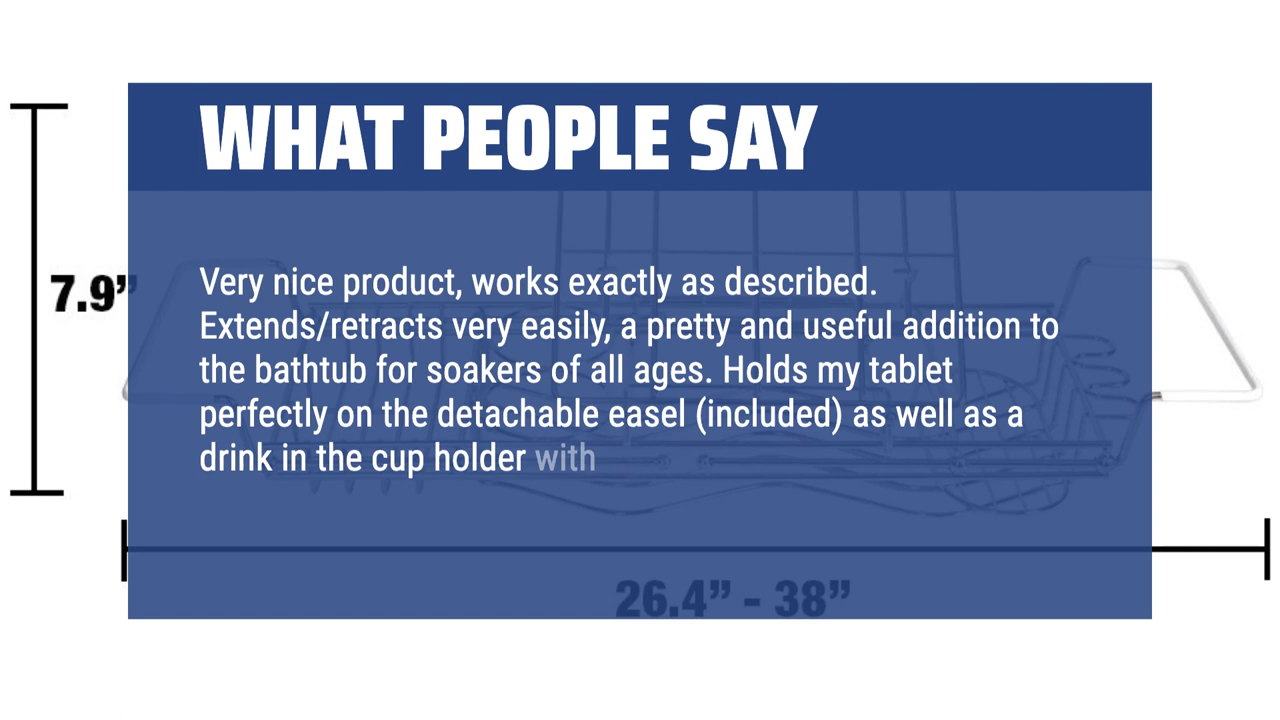 WHAT PEOPLE SAY
7.9”
Very nice product, works exactly as described.
Extends/retracts very easily, a pretty and useful addition to
the bathtub for soakers of all ages. Holds my tablet
perfectly on the detachable easel (included) as well as a
drink in the cup holder with
26.4” - 38”